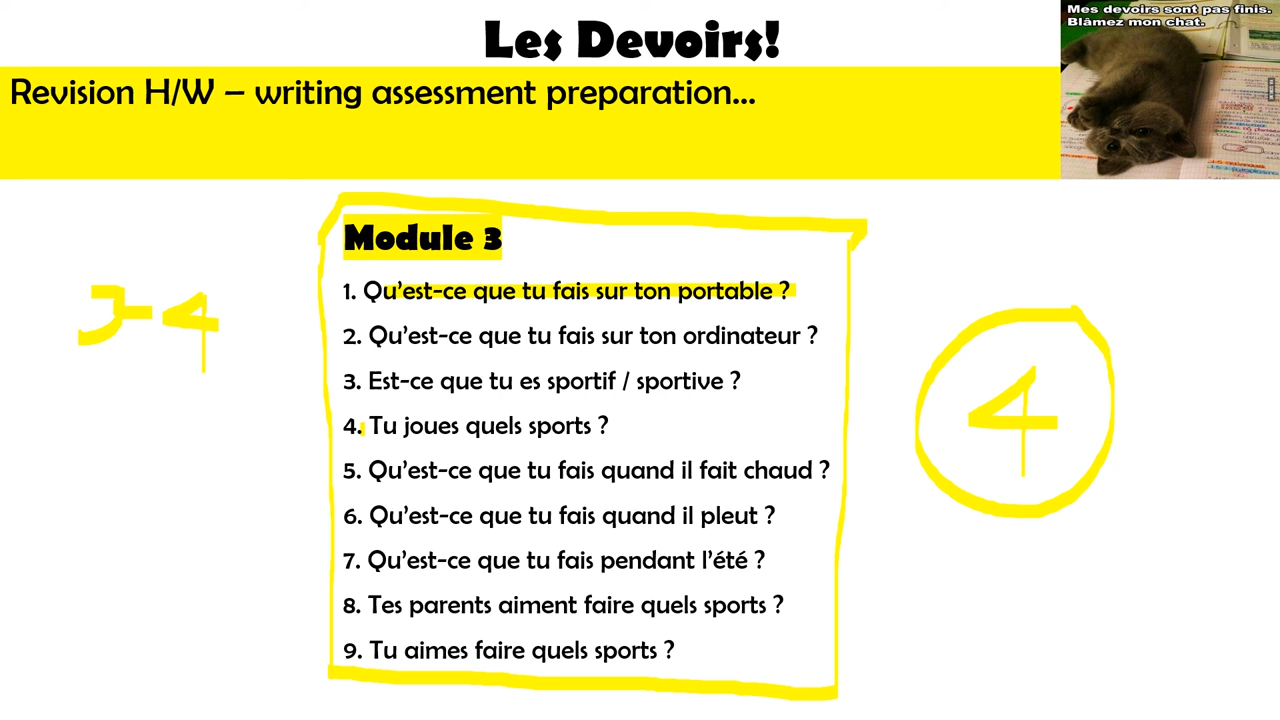 Les Devoirs!
Mes devoirs sont pas finis.
Blâmez mon chat.
Revision H/W – writing assessment preparation...
Module 3
1. Qu'est-ce que tu fais sur ton portable ?
2. Qu'est-ce que tu fais sur ton ordinateur ?
3. Est-ce que tu es sportif / sportive ?
4. Tu joues quels sports ?
5. Qu'est-ce que tu fais quand il fait chaud ?
6. Qu'est-ce que tu fais quand il pleut ?
7. Qu'est-ce que tu fais pendant l'été ?
8. Tes parents aiment faire quels sports ?
9. Tu aimes faire quels sports ?
3-4
4